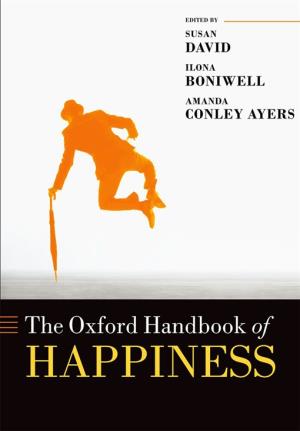 EDITED BY
SUSAN
DAVID
ILONA
BONIWELL
AMANDA
CONLEY AYERS
The Oxford Handbook of
HAPPINESS